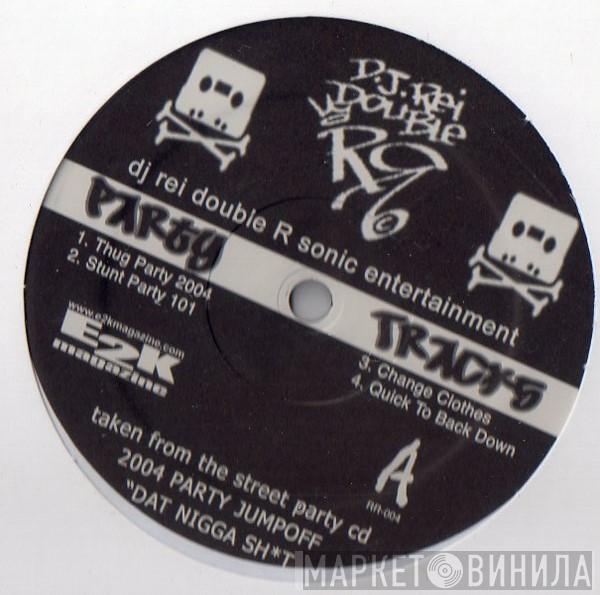 D.J. Rei
Double
R
©
dj rei double R sonic entertainment
PARTY
1. Thug Party 2004
2. Stunt Party 101
TRACKS
3. Change Clothes
4. Quick To Back Down
www.e2kmagazine.com
E2K
magazine
A
RR-004
taken from the street party cd
2004 PARTY JUMPOFF
"DAT NIGGA SH*T
МАРКЕТ ВИНИЛА